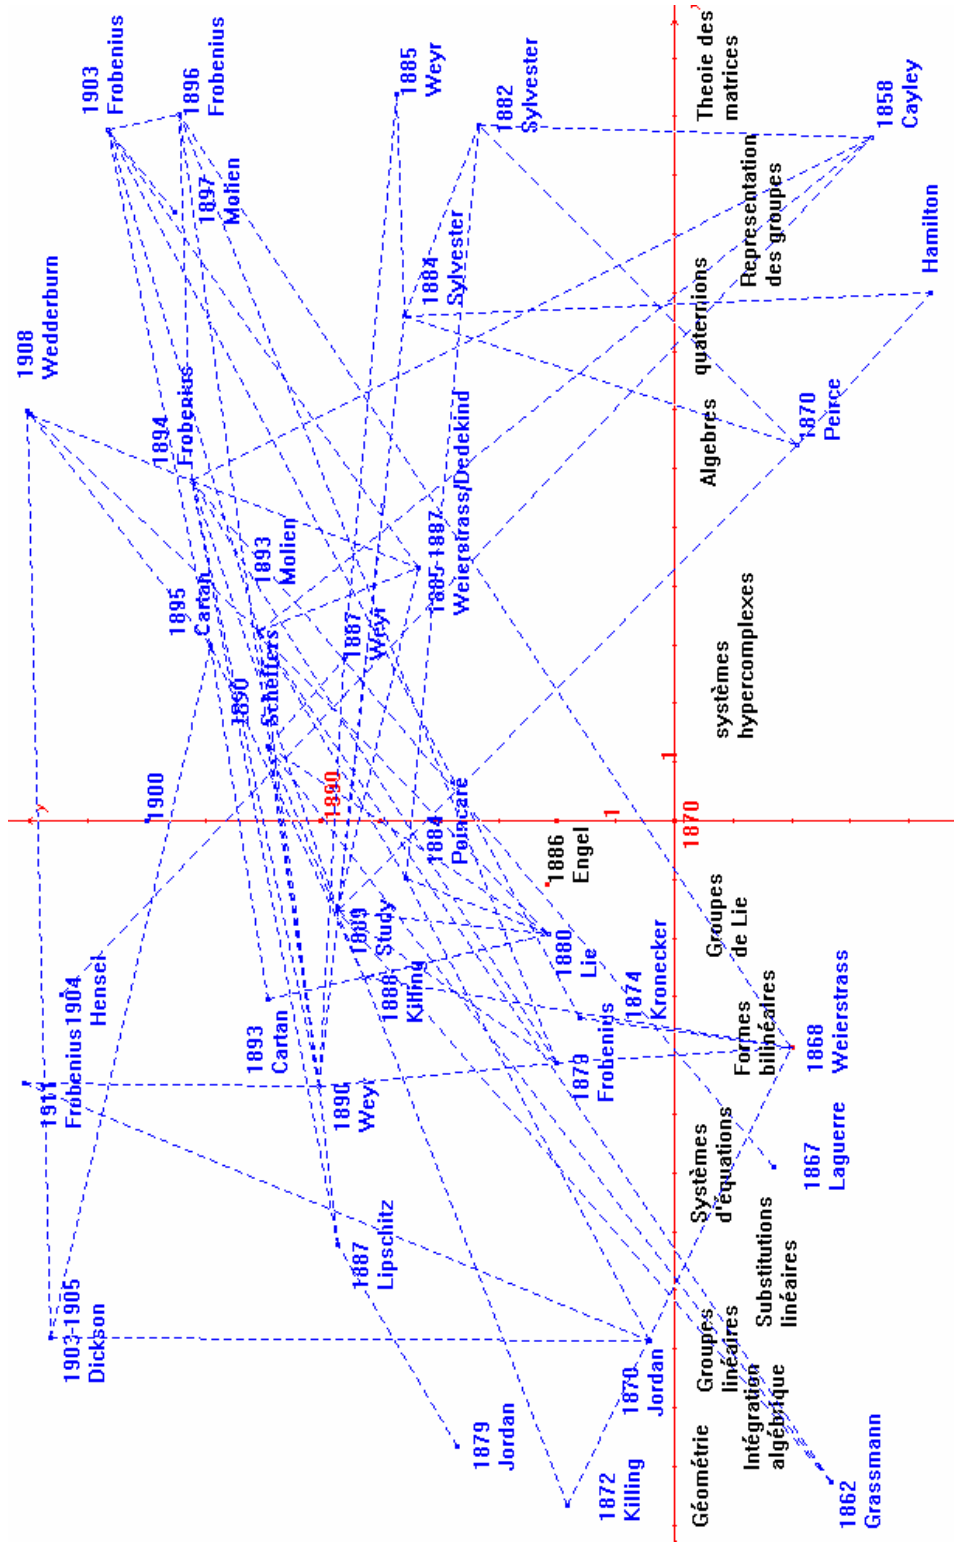 1903
Frobenius
1896
Frobenius
1885
Weyr
1882
Sylvester
Theoie des
matrices
1858
Cayley
1897
Molien
Representation
des groupes
1884
Sylvester
Hamilton
quaternions
1908
Wedderburn
1894
Frobenius
Algebres
1870
Peirce
1893
Molien
1885-1887
Weierstrass/Dedekind
1895
Cartan
1887
Weyr
systèmes
hypercomplexes
1890
Scheffers
y
1900
1890
1
1
1870
x
1884
Poincaré
1886
Engel
1889
Study
1880
Lie
Groupes
de Lie
1904
Hensel
1888
Killing
1874
Kronecker
1893
Cartan
Formes
bilinéaires
1868
Weierstrass
1911
Frobenius
1890
Weyr
1879
Frobenius
Systèmes
d'équations
1867
Laguerre
1887
Lipschitz
Substitutions
linéaires
1903-1905
Dickson
1870
Jordan
Groupes
linéaires
Intégration
algébrique
1879
Jordan
1872
Killing
Géométrie
1862
Grassmann